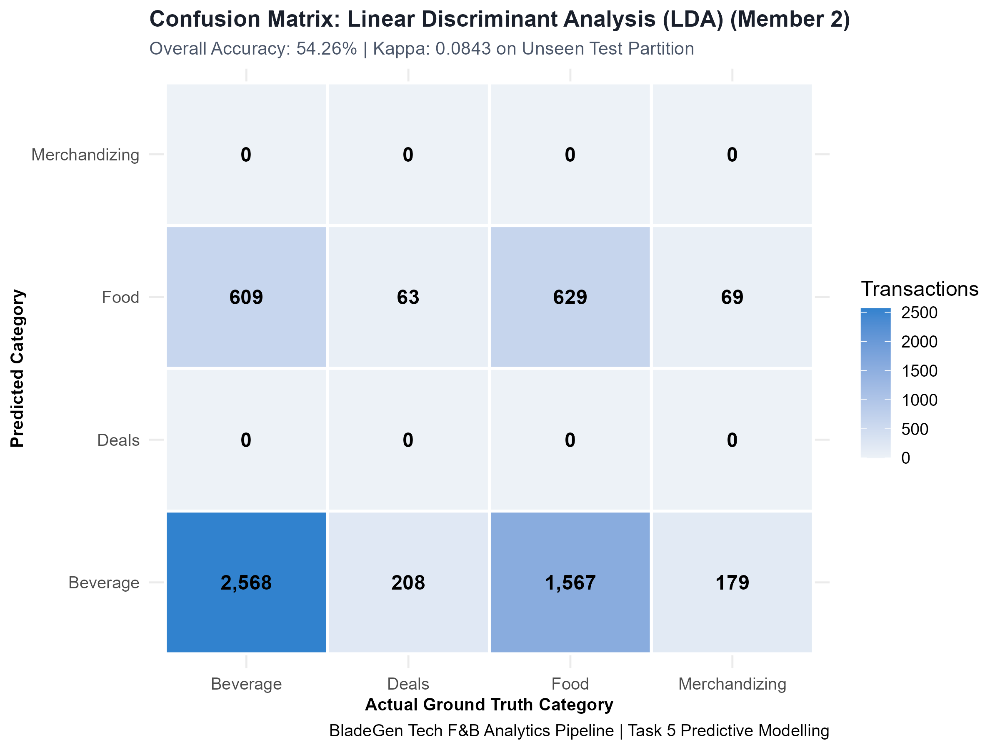 Confusion Matrix: Linear Discriminant Analysis (LDA) (Member 2)
Overall Accuracy: 54.26% | Kappa: 0.0843 on Unseen Test Partition
Predicted Category
Merchandizing 0 0 0 0
Food 609 63 629 69
Deals 0 0 0 0
Beverage 2,568 208 1,567 179
Beverage Deals Food Merchandizing
Actual Ground Truth Category
BladeGen Tech F&B Analytics Pipeline | Task 5 Predictive Modelling
Transactions
2500
2000
1500
1000
500
0